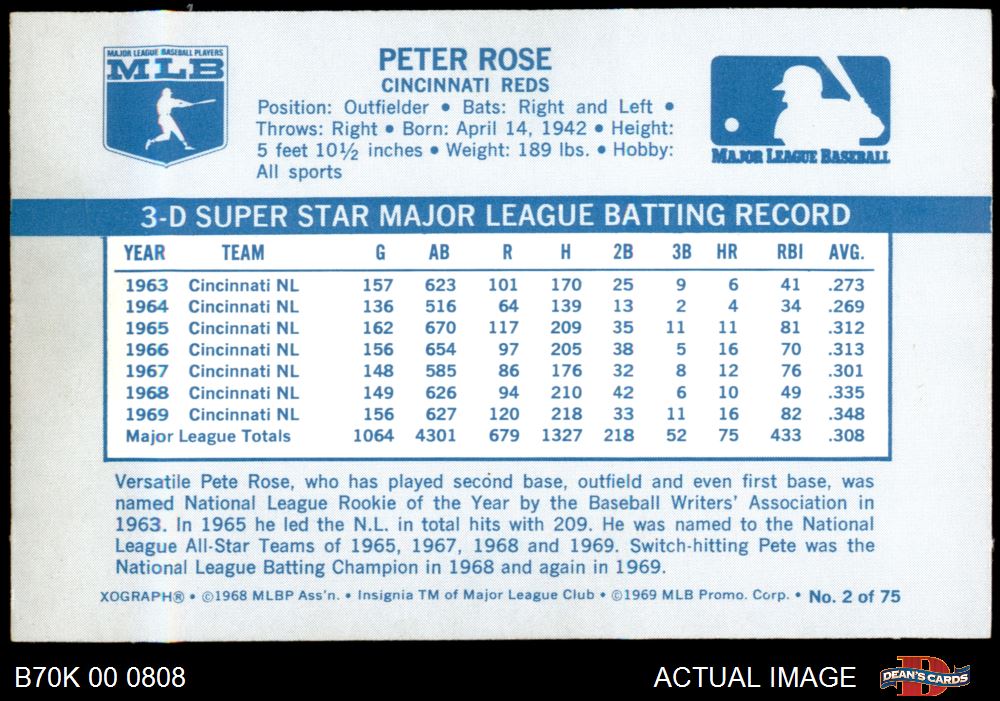 MAJOR LEAGUE BASEBALL PLAYERS
MLB
PETER ROSE
CINCINNATI REDS
Position: Outfielder • Bats: Right and Left •
Throws: Right • Born: April 14, 1942 • Height:
5 feet 10½ inches • Weight: 189 lbs. • Hobby:
All sports
MAJOR LEAGUE BASEBALL
3-D SUPER STAR MAJOR LEAGUE BATTING RECORD
YEAR TEAM G AB R H 2B 3B HR RBI AVG.
1963 Cincinnati NL 157 623 101 170 25 9 6 41 .273
1964 Cincinnati NL 136 516 64 139 13 2 4 34 .269
1965 Cincinnati NL 162 670 117 209 35 11 11 81 .312
1966 Cincinnati NL 156 654 97 205 38 5 16 70 .313
1967 Cincinnati NL 148 585 86 176 32 8 12 76 .301
1968 Cincinnati NL 149 626 94 210 42 6 10 49 .335
1969 Cincinnati NL 156 627 120 218 33 11 16 82 .348
Major League Totals 1064 4301 679 1327 218 52 75 433 .308
Versatile Pete Rose, who has played second base, outfield and even first base, was
named National League Rookie of the Year by the Baseball Writers' Association in
1963. In 1965 he led the N.L. in total hits with 209. He was named to the National
League All-Star Teams of 1965, 1967, 1968 and 1969. Switch-hitting Pete was the
National League Batting Champion in 1968 and again in 1969.
XOGRAPH® • ©1968 MLBP Ass'n. • Insignia TM of Major League Club • ©1969 MLB Promo. Corp. • No. 2 of 75
B70K 00 0808
ACTUAL IMAGE
D
DEAN'S CARDS